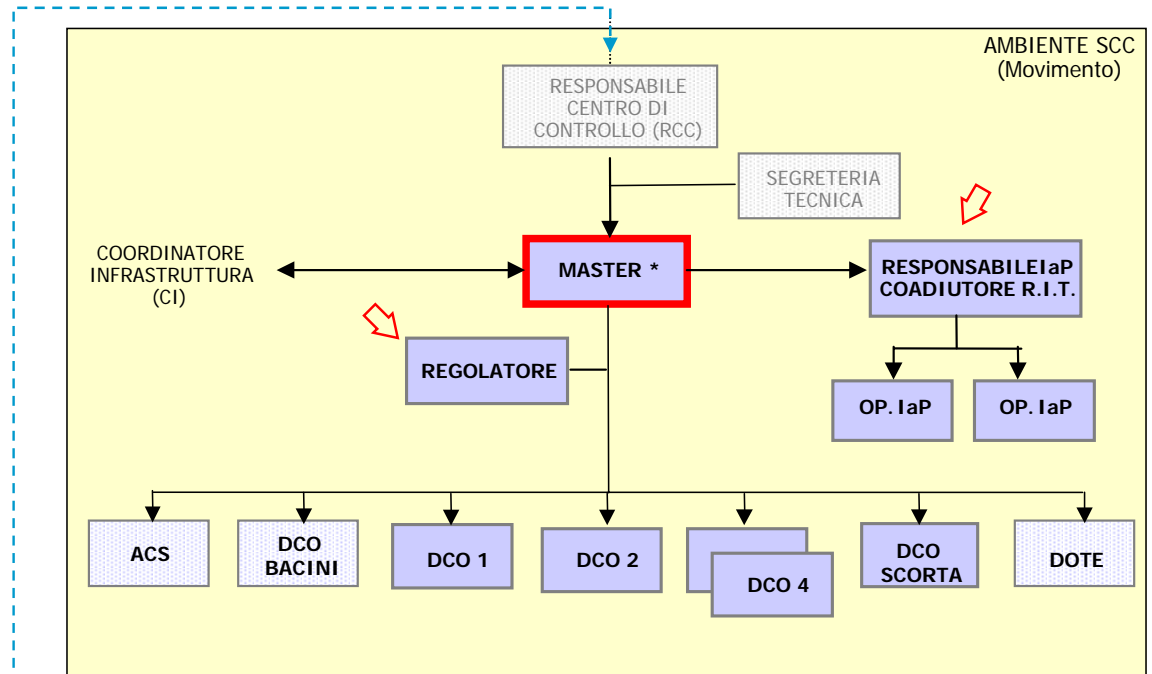 AMBIENTE SCC
(Movimento)
RESPONSABILE
CENTRO DI
CONTROLLO (RCC)
SEGRETERIA
TECNICA
COORDINATORE
INFRASTRUTTURA
(CI)
MASTER *
RESPONSABILEIaP
COADIUTORE R.I.T.
REGOLATORE
OP. IaP
OP. IaP
ACS
DCO
BACINI
DCO 1
DCO 2
DCO 4
DCO
SCORTA
DOTE